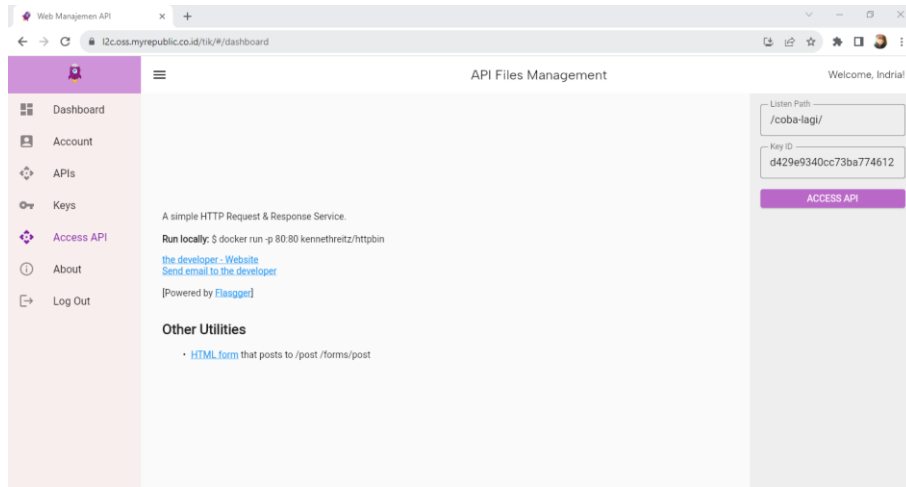 Web Manajemen API
l2c.oss.myrepublic.co.id/tik/#/dashboard
API Files Management
Welcome, Indria!
Dashboard
Account
APIs
Keys
Access API
About
Log Out
A simple HTTP Request & Response Service.
Run locally: $ docker run -p 80:80 kennethreitz/httpbin
the developer - Website
Send email to the developer
[Powered by Flasgger]
Other Utilities
• HTML form that posts to /post /forms/post
Listen Path
/coba-lagi/
Key ID
d429e9340cc73ba774612
ACCESS API